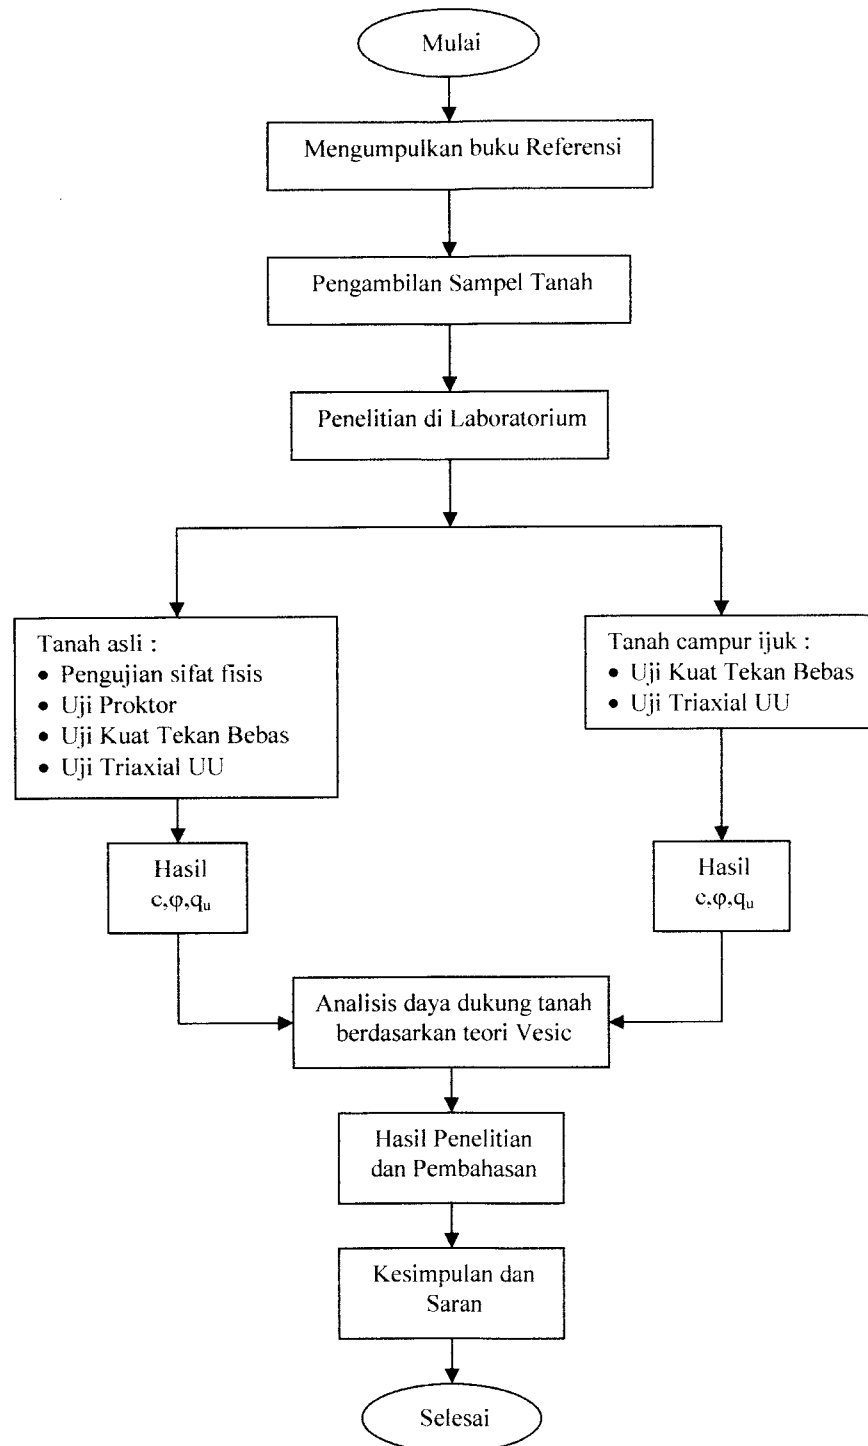 Mulai
Mengumpulkan buku Referensi
Pengambilan Sampel Tanah
Penelitian di Laboratorium
Tanah asli :
• Pengujian sifat fisis
• Uji Proktor
• Uji Kuat Tekan Bebas
• Uji Triaxial UU
Tanah campur ijuk :
• Uji Kuat Tekan Bebas
• Uji Triaxial UU
Hasil
c,φ,qᵤ
Hasil
c,φ,qᵤ
Analisis daya dukung tanah
berdasarkan teori Vesic
Hasil Penelitian
dan Pembahasan
Kesimpulan dan
Saran
Selesai